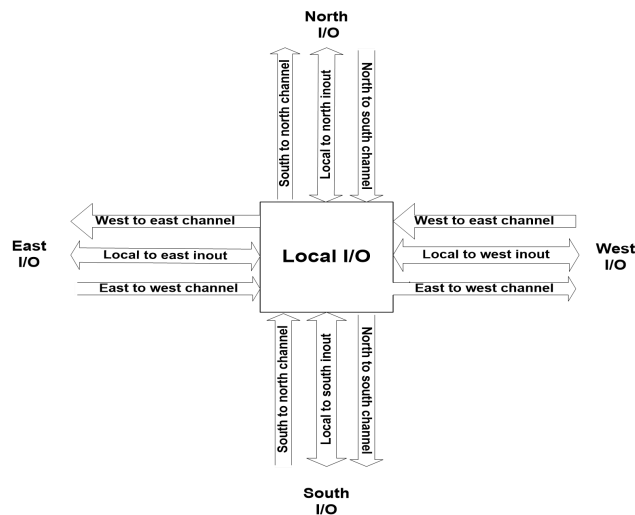 North
I/O
South to north channel
Local to north inout
North to south channel
West to east channel
West to east channel
East
I/O
Local to east inout
Local I/O
Local to west inout
West
I/O
East to west channel
East to west channel
South to north channel
Local to south inout
North to south channel
South
I/O